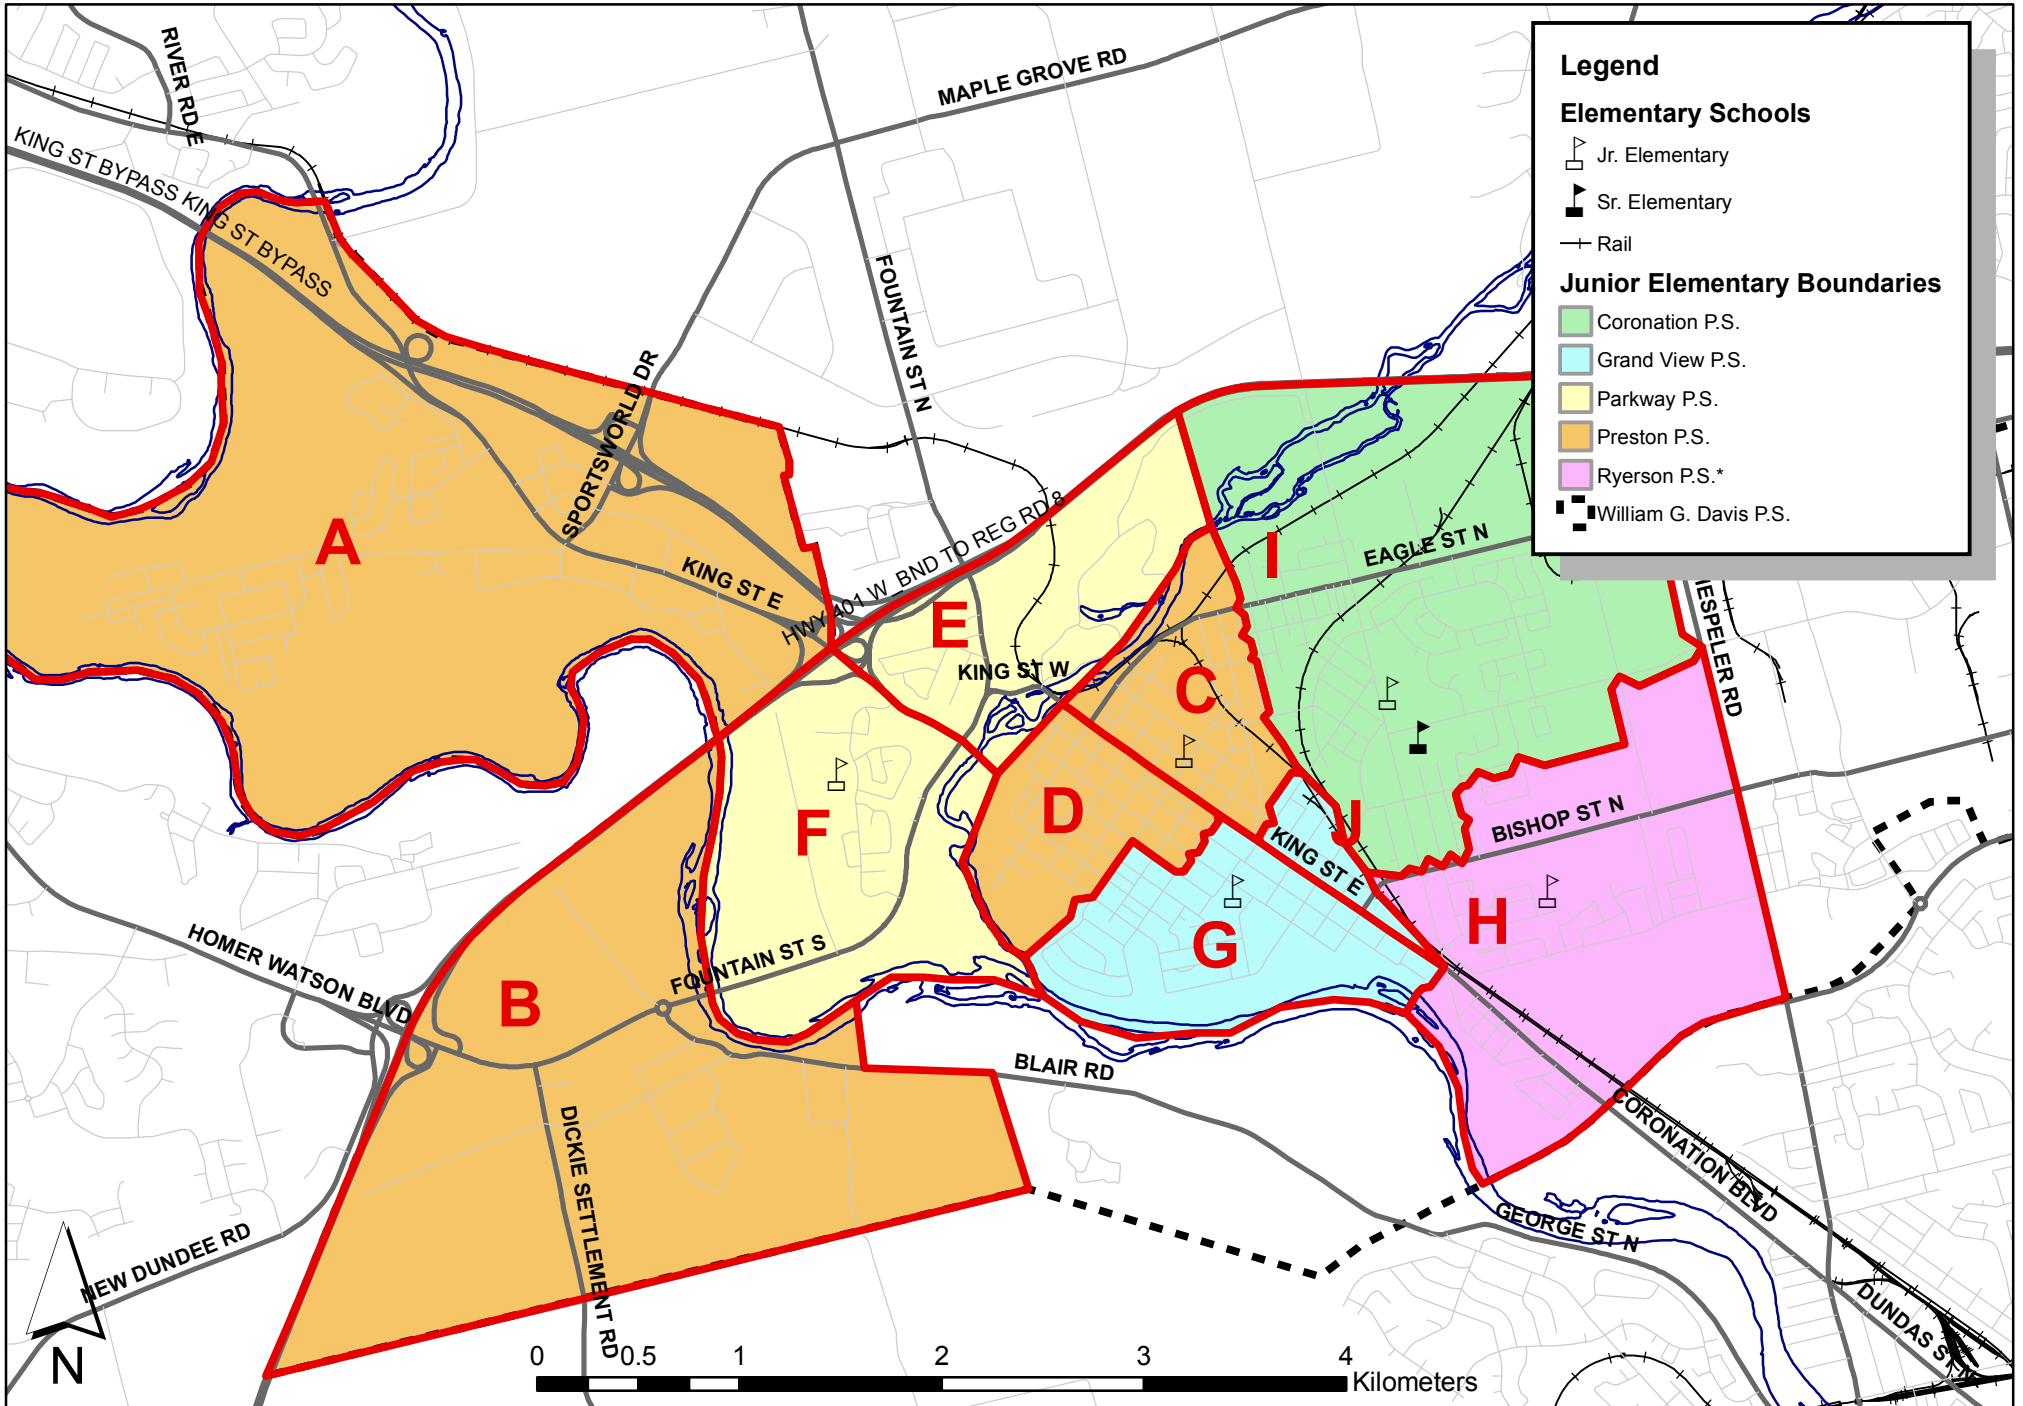 RIVER RD E
KING ST BYPASS
KING ST BYPASS
MAPLE GROVE RD
FOUNTAIN ST N
SPORTSWORLD DR
HWY 401 W_BND TO REG RD 8
KING ST E
KING ST W
EAGLE ST N
HESPELER RD
BISHOP ST N
KING ST E
HOMER WATSON BLVD
FOUNTAIN ST S
BLAIR RD
DICKIE SETTLEMENT RD
NEW DUNDEE RD
CORONATION BLVD
GEORGE ST N
DUNDAS ST N
A
B
C
D
E
F
G
H
I
J
Legend
Elementary Schools
Jr. Elementary
Sr. Elementary
Rail
Junior Elementary Boundaries
Coronation P.S.
Grand View P.S.
Parkway P.S.
Preston P.S.
Ryerson P.S.*
William G. Davis P.S.
N
0 0.5 1 2 3 4
Kilometers